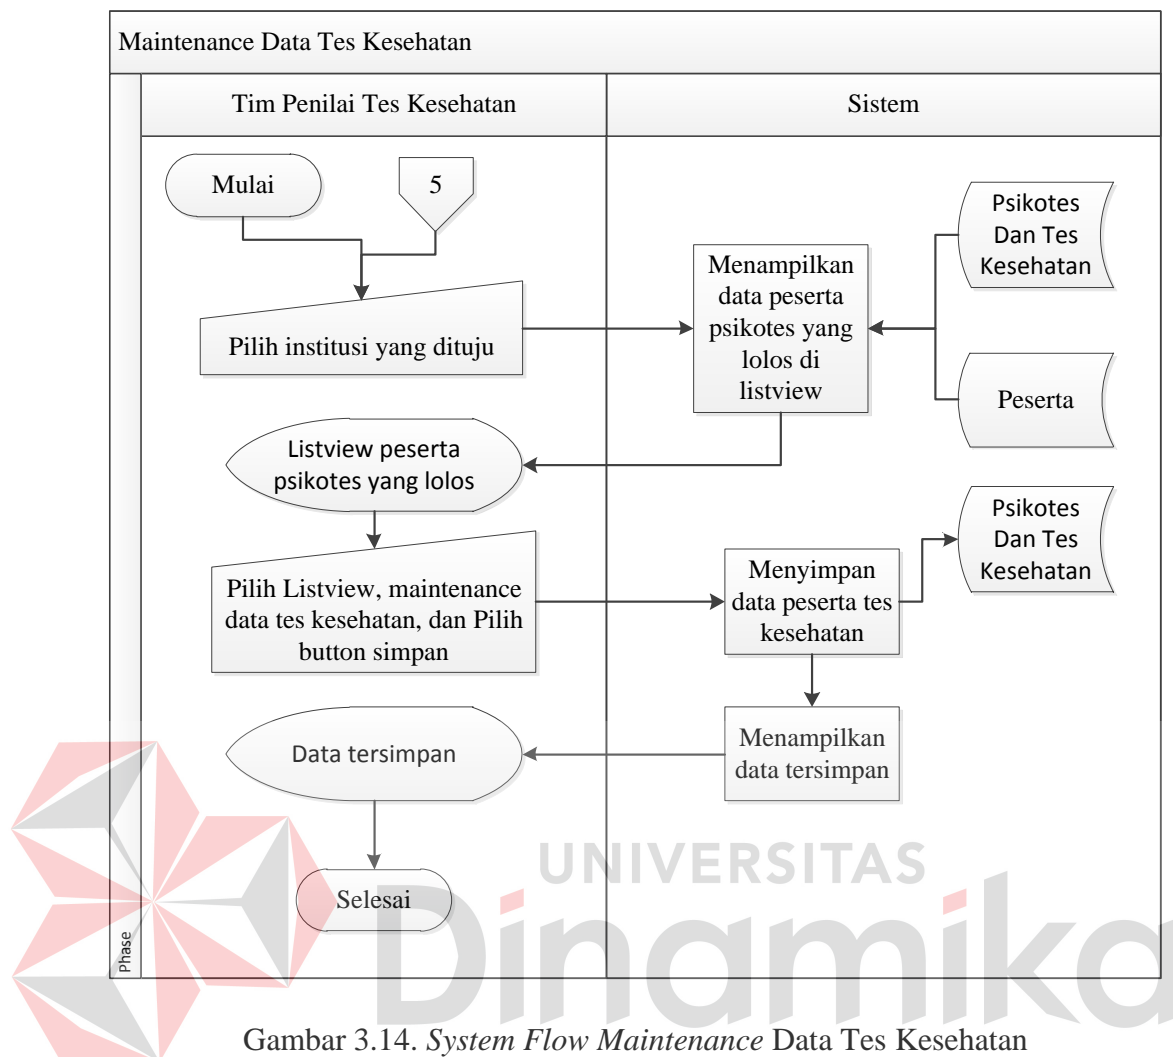 Maintenance Data Tes Kesehatan
Tim Penilai Tes Kesehatan
Sistem
Mulai
5
Psikotes
Dan Tes
Kesehatan
Menampilkan
data peserta
psikotes yang
lolos di
listview
Pilih institusi yang dituju
Peserta
Listview peserta
psikotes yang lolos
Psikotes
Dan Tes
Kesehatan
Pilih Listview, maintenance
data tes kesehatan, dan Pilih
button simpan
Menyimpan
data peserta tes
kesehatan
Menampilkan
data tersimpan
Data tersimpan
Selesai
Phase
UNIVERSITAS
Dinamika
Gambar 3.14. System Flow Maintenance Data Tes Kesehatan